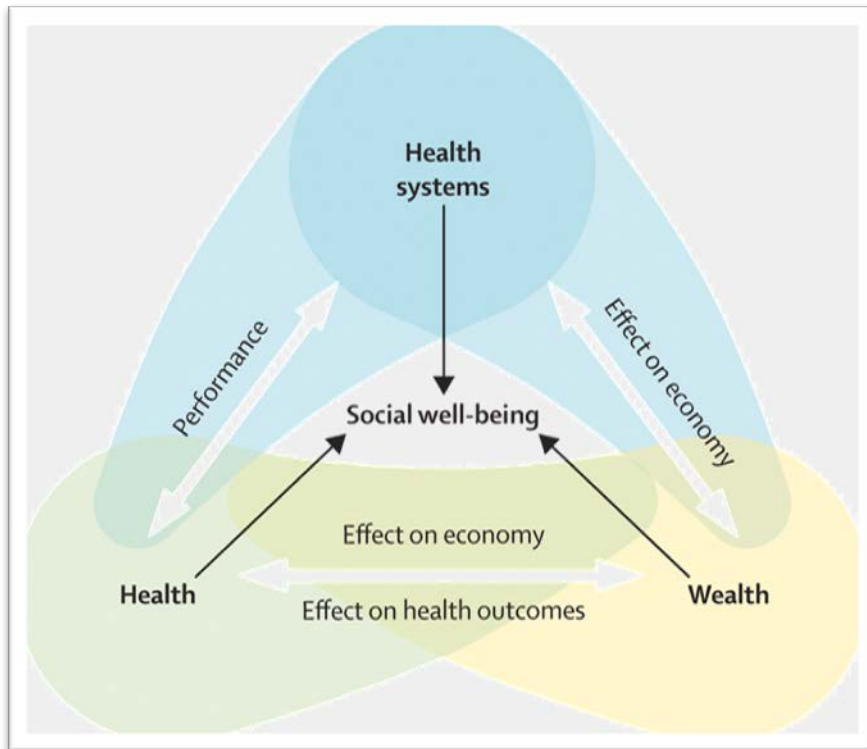 Health
systems
Performance
Effect on economy
Social well-being
Effect on economy
Health
Wealth
Effect on health outcomes